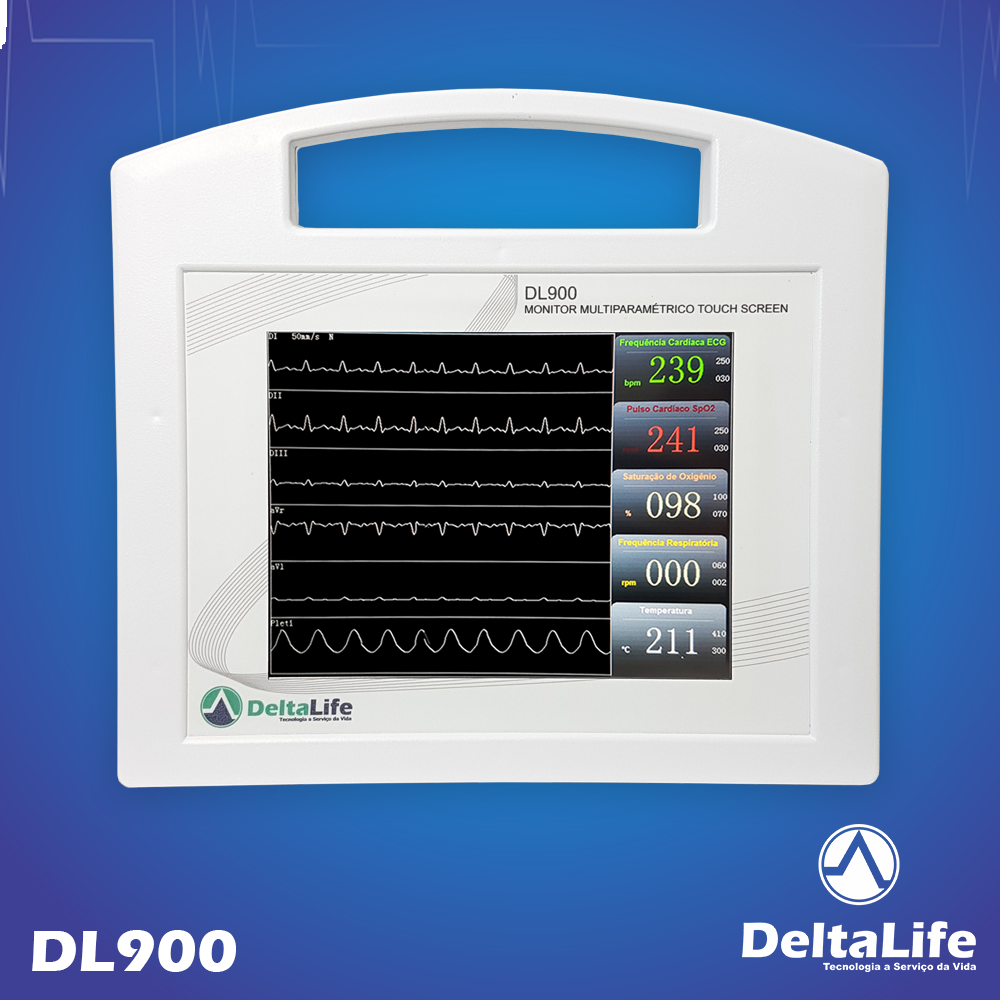 DL900
MONITOR MULTIPARAMÉTRICO TOUCH SCREEN
DI 50mm/s N
DII
DIII
aVr
aVl
Pleti
Frequência Cardíaca ECG
bpm 239 250
030
Pulso Cardíaco SpO2
241 250
030
Saturação de Oxigênio
% 098 100
070
Frequência Respiratória
rpm 000 060
002
Temperatura
°C 211 410
300
DeltaLife
Tecnologia a Serviço da Vida
DL900
DeltaLife
Tecnologia a Serviço da Vida